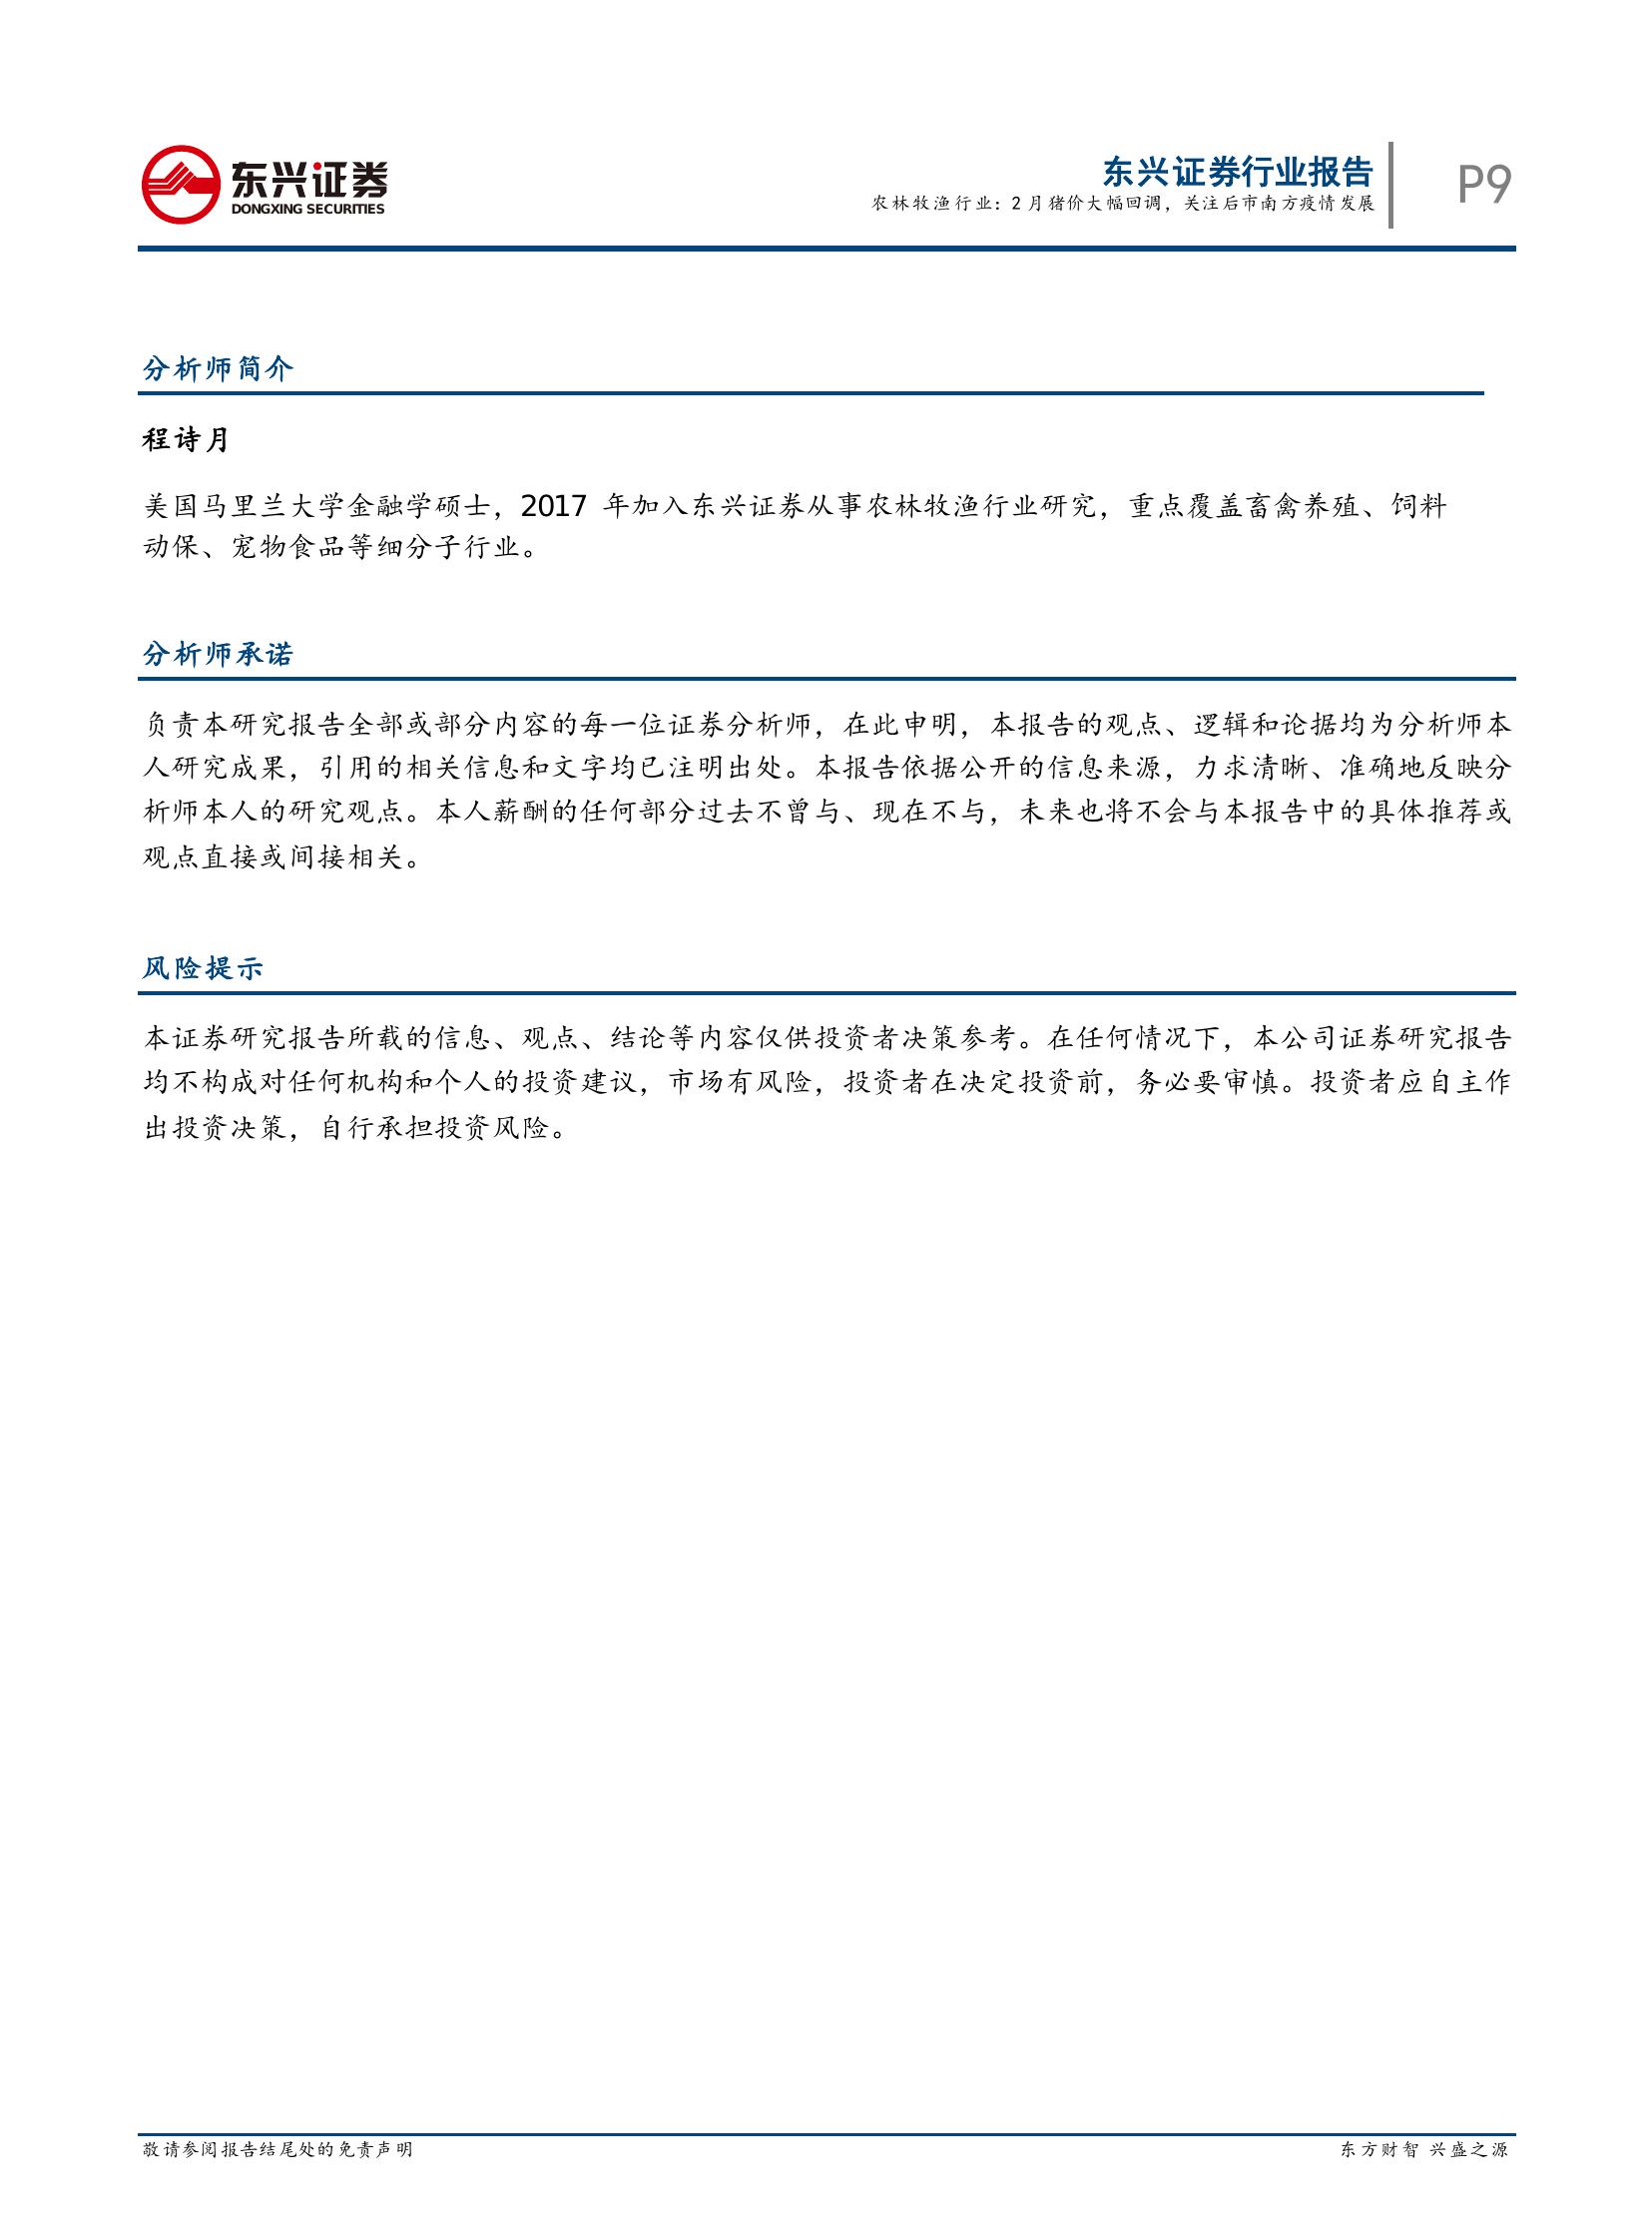 东兴证券
DONGXING SECURITIES
东兴证券行业报告
农林牧渔行业：2月猪价大幅回调，关注后市南方疫情发展
P9
分析师简介
程诗月
美国马里兰大学金融学硕士，2017 年加入东兴证券从事农林牧渔行业研究，重点覆盖畜禽养殖、饲料
动保、宠物食品等细分子行业。
分析师承诺
负责本研究报告全部或部分内容的每一位证券分析师，在此申明，本报告的观点、逻辑和论据均为分析师本
人研究成果，引用的相关信息和文字均已注明出处。本报告依据公开的信息来源，力求清晰、准确地反映分
析师本人的研究观点。本人薪酬的任何部分过去不曾与、现在不与，未来也将不会与本报告中的具体推荐或
观点直接或间接相关。
风险提示
本证券研究报告所载的信息、观点、结论等内容仅供投资者决策参考。在任何情况下，本公司证券研究报告
均不构成对任何机构和个人的投资建议，市场有风险，投资者在决定投资前，务必要审慎。投资者应自主作
出投资决策，自行承担投资风险。
敬请参阅报告结尾处的免责声明
东方财智 兴盛之源